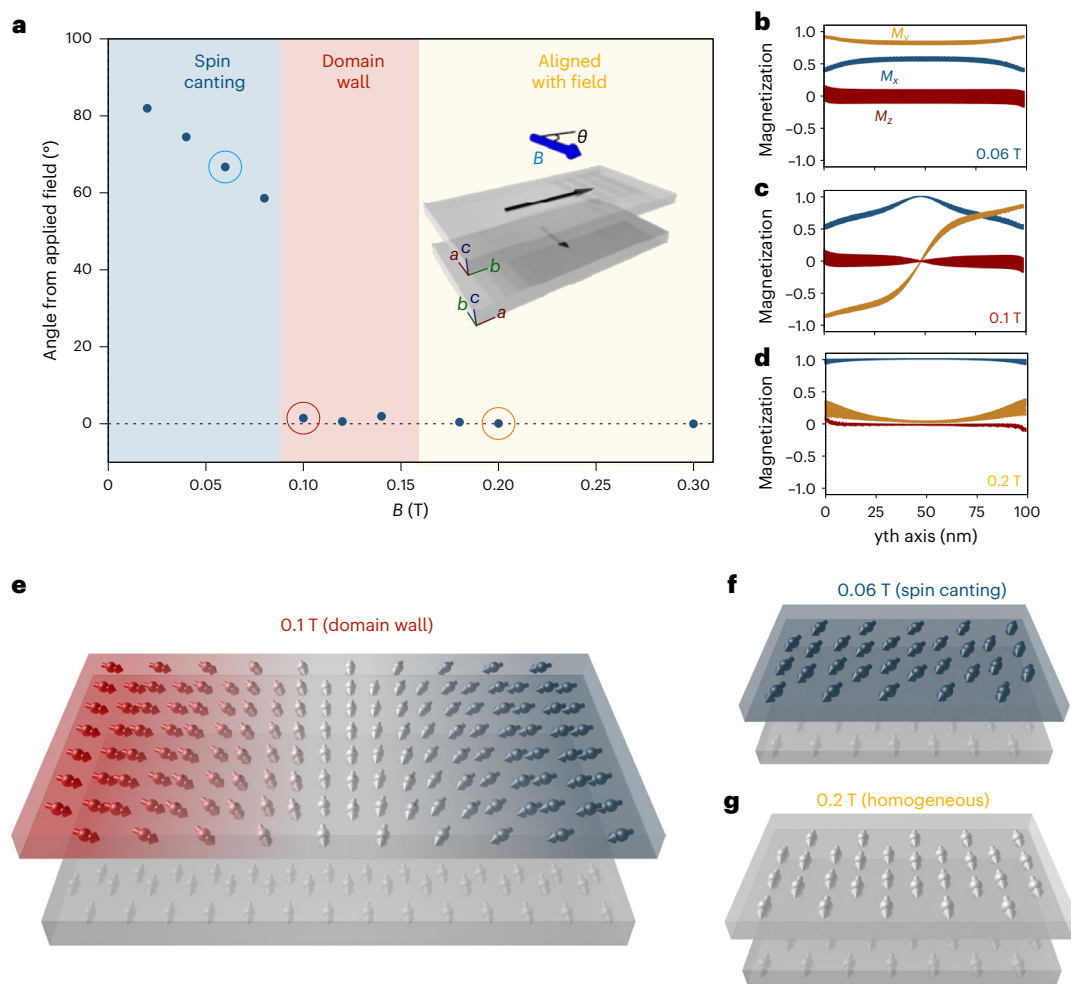 a
100
80
60
40
20
0
Angle from applied field (°)
Spin
canting
Domain
wall
Aligned
with field
θ
B
c
a
b
b
c
a
0
0.05
0.10
0.15
0.20
0.25
0.30
B (T)
b
1.0
0.5
0
–0.5
–1.0
Magnetization
My
Mx
Mz
0.06 T
c
1.0
0.5
0
–0.5
–1.0
Magnetization
0.1 T
d
1.0
0.5
0
–0.5
–1.0
Magnetization
0.2 T
0
25
50
75
100
yth axis (nm)
e
0.1 T (domain wall)
f
0.06 T (spin canting)
g
0.2 T (homogeneous)